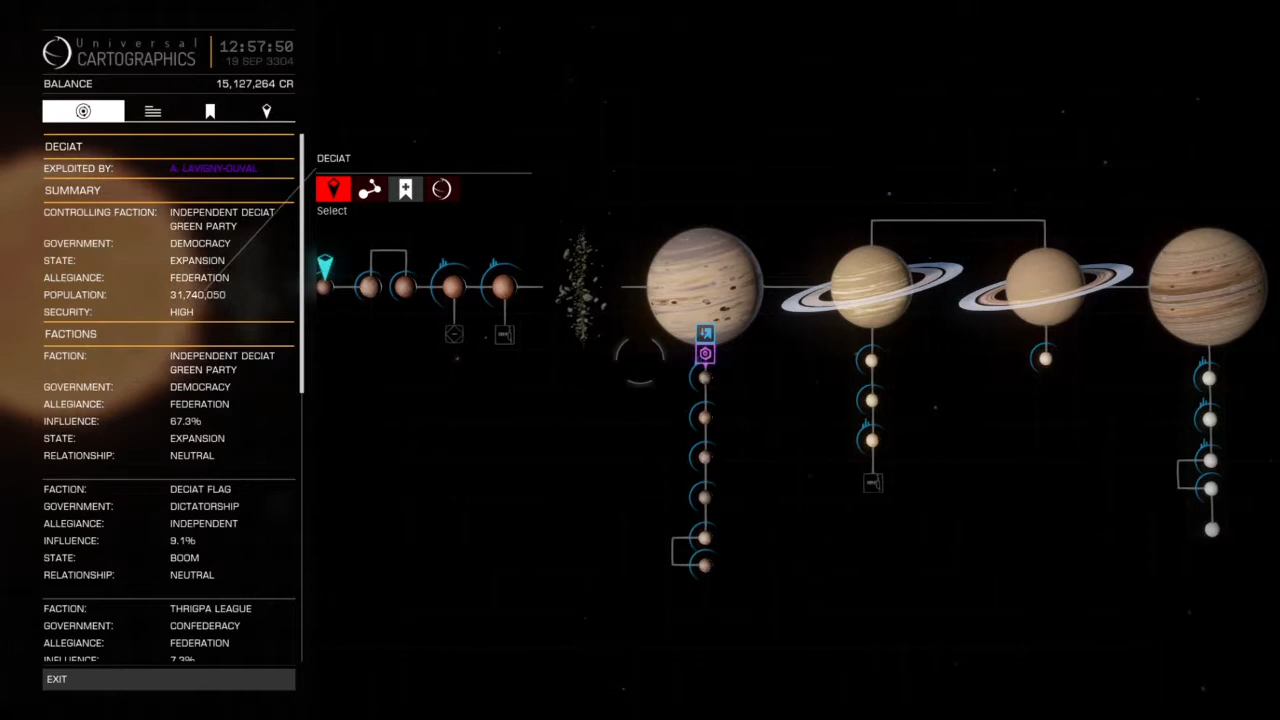 Universal
CARTOGRAPHICS
12:57:50
19 SEP 3304
BALANCE 15,127,264 CR
DECIAT
EXPLOITED BY: A. LAVIGNY-DUVAL
SUMMARY
CONTROLLING FACTION: INDEPENDENT DECIAT
GREEN PARTY
GOVERNMENT: DEMOCRACY
STATE: EXPANSION
ALLEGIANCE: FEDERATION
POPULATION: 31,740,050
SECURITY: HIGH
FACTIONS
FACTION: INDEPENDENT DECIAT
GREEN PARTY
GOVERNMENT: DEMOCRACY
ALLEGIANCE: FEDERATION
INFLUENCE: 67.3%
STATE: EXPANSION
RELATIONSHIP: NEUTRAL
FACTION: DECIAT FLAG
GOVERNMENT: DICTATORSHIP
ALLEGIANCE: INDEPENDENT
INFLUENCE: 9.1%
STATE: BOOM
RELATIONSHIP: NEUTRAL
FACTION: THRIGPA LEAGUE
GOVERNMENT: CONFEDERACY
ALLEGIANCE: FEDERATION
INFLUENCE: 7.3%
EXIT
DECIAT
Select